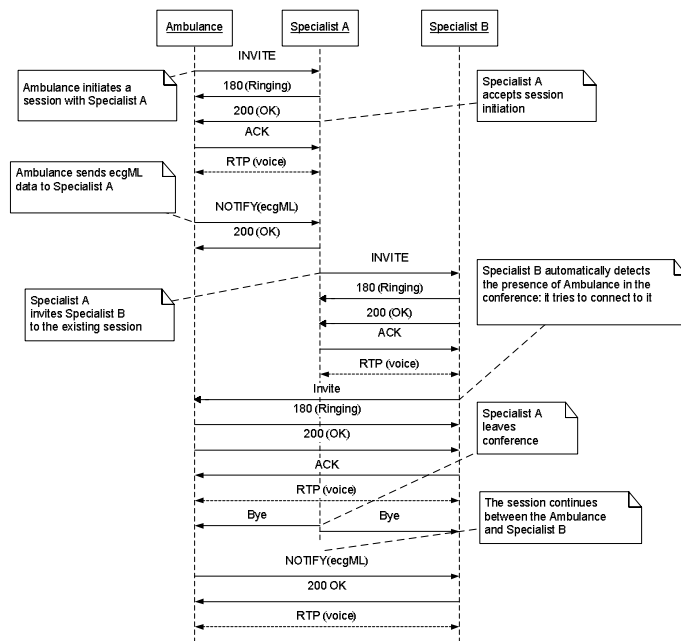 Ambulance
Specialist A
Specialist B
INVITE
Ambulance initiates a
session with Specialist A
180 (Ringing)
Specialist A
accepts session
initiation
200 (OK)
ACK
RTP (voice)
Ambulance sends ecgML
data to Specialist A
NOTIFY(ecgML)
200 (OK)
INVITE
Specialist B automatically detects
the presence of Ambulance in the
conference: it tries to connect to it
180 (Ringing)
Specialist A
invites Specialist B
to the existing session
200 (OK)
ACK
RTP (voice)
Invite
180 (Ringing)
Specialist A
leaves
conference
200 (OK)
ACK
RTP (voice)
The session continues
between the Ambulance
and Specialist B
Bye
Bye
NOTIFY(ecgML)
200 OK
RTP (voice)